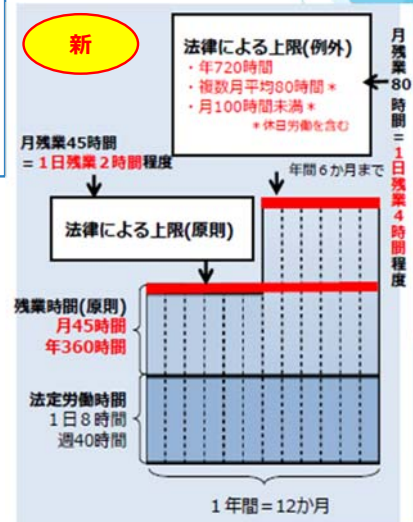 新
法律による上限(例外)
・年720時間
・複数月平均80時間＊
・月100時間未満＊
＊休日労働を含む
月残業80時間＝1日残業4時間程度
月残業45時間
＝1日残業２時間程度
年間６か月まで
法律による上限(原則)
残業時間(原則)
月45時間
年360時間
法定労働時間
１日８時間
週40時間
１年間＝12か月